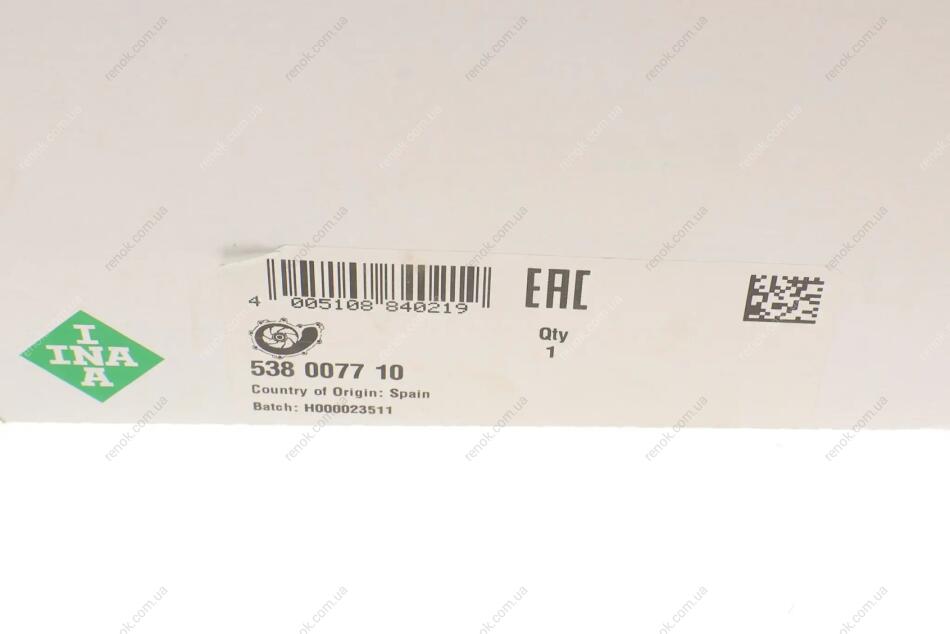 4 005108 840219
EAC
Qty
1
I
INA
A
538 0077 10
Country of Origin: Spain
Batch: H000023511
renok.com.ua